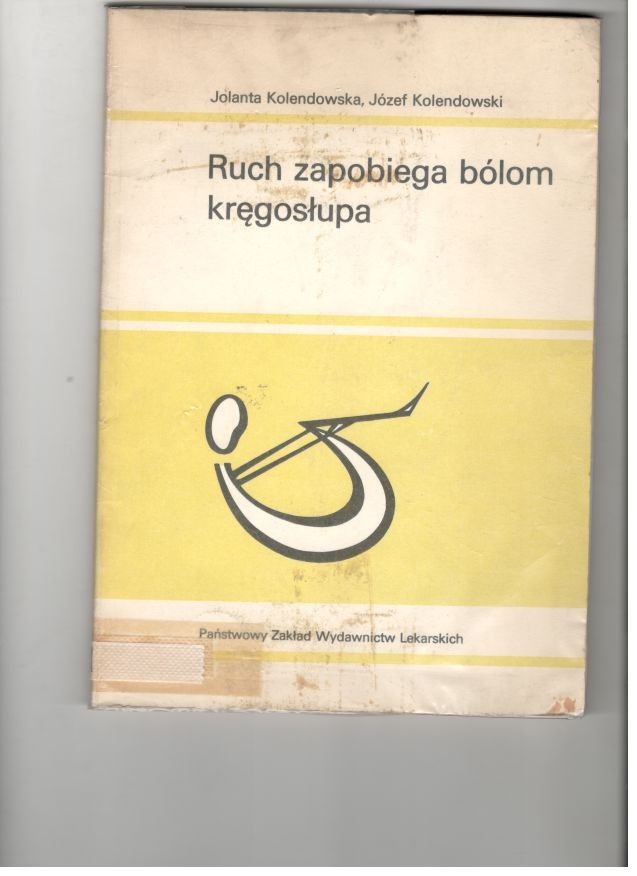 Jolanta Kolendowska, Józef Kolendowski
Ruch zapobiega bólom
kręgosłupa
Państwowy Zakład Wydawnictw Lekarskich